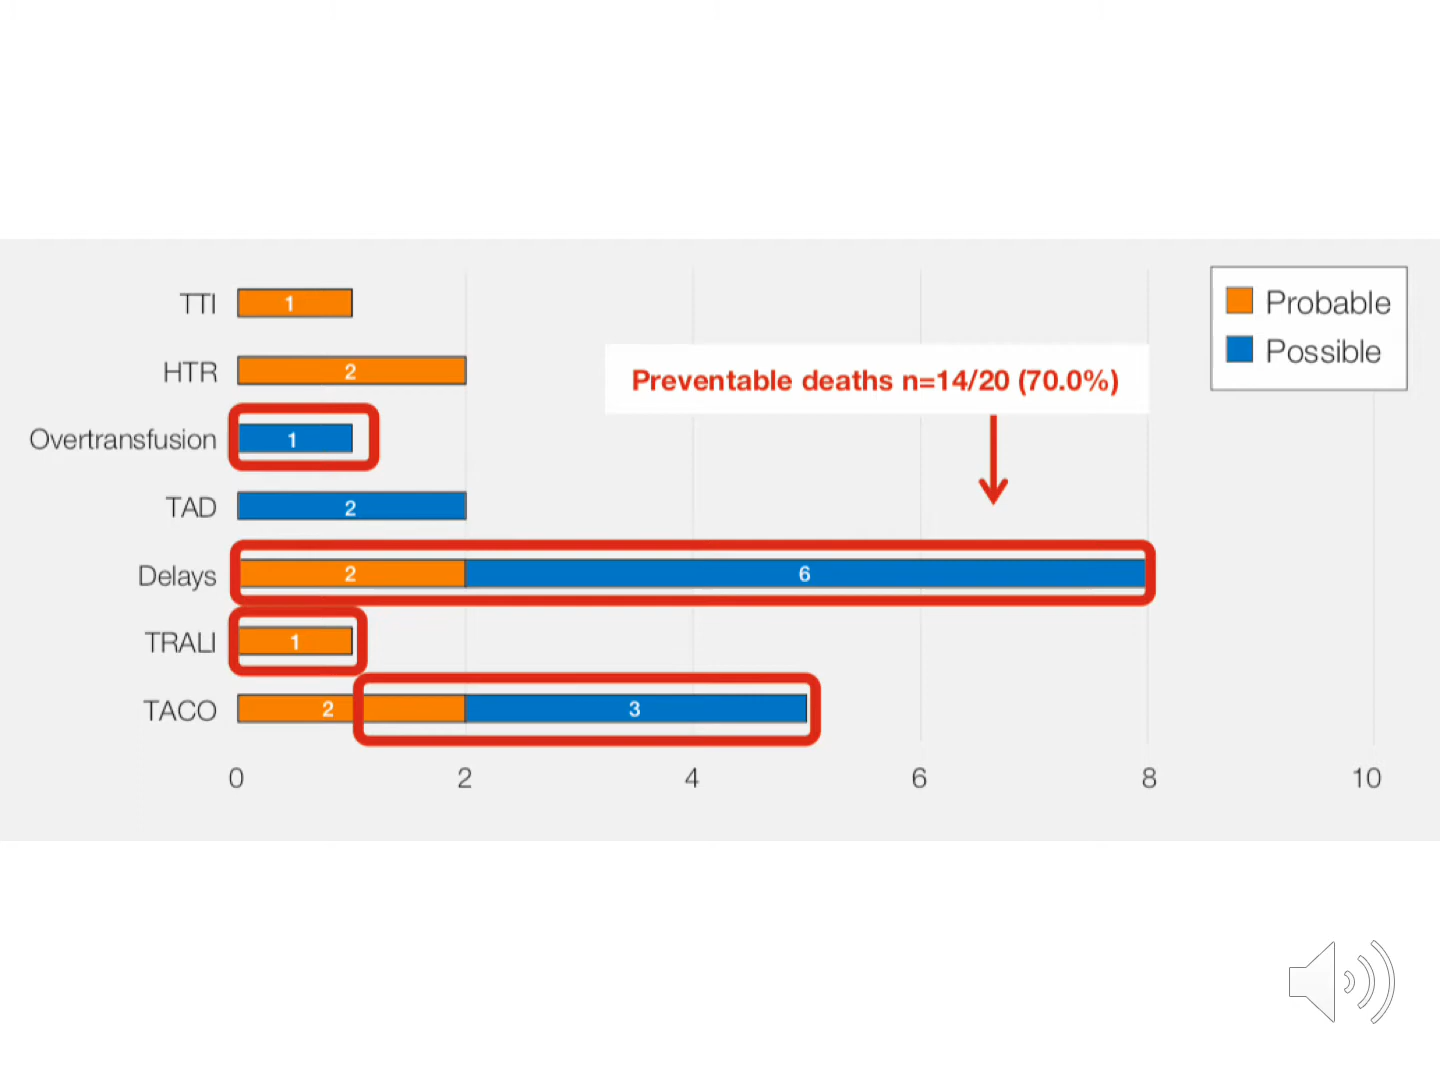 TTI 1
Probable
HTR 2
Possible
Preventable deaths n=14/20 (70.0%)
Overtransfusion 1
TAD 2
Delays 2 6
TRALI 1
TACO 2 3
0 2 4 6 8 10